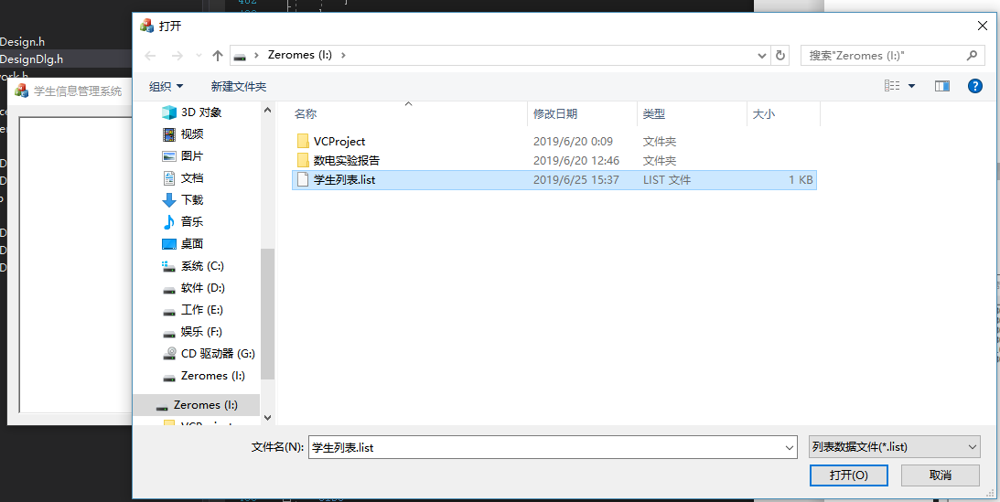 Design.h
DesignDlg.h
学生信息管理系统
打开
Zeromes (I:)
搜索"Zeromes (I:)"
组织
新建文件夹
名称 修改日期 类型 大小
3D 对象
视频
图片
文档
下载
音乐
桌面
系统 (C:)
软件 (D:)
工作 (E:)
娱乐 (F:)
CD 驱动器 (G:)
Zeromes (I:)
Zeromes (I:)
VCProject 2019/6/20 0:09 文件夹
数电实验报告 2019/6/20 12:46 文件夹
学生列表.list 2019/6/25 15:37 LIST 文件 1 KB
文件名(N): 学生列表.list 列表数据文件(*.list)
打开(O) 取消